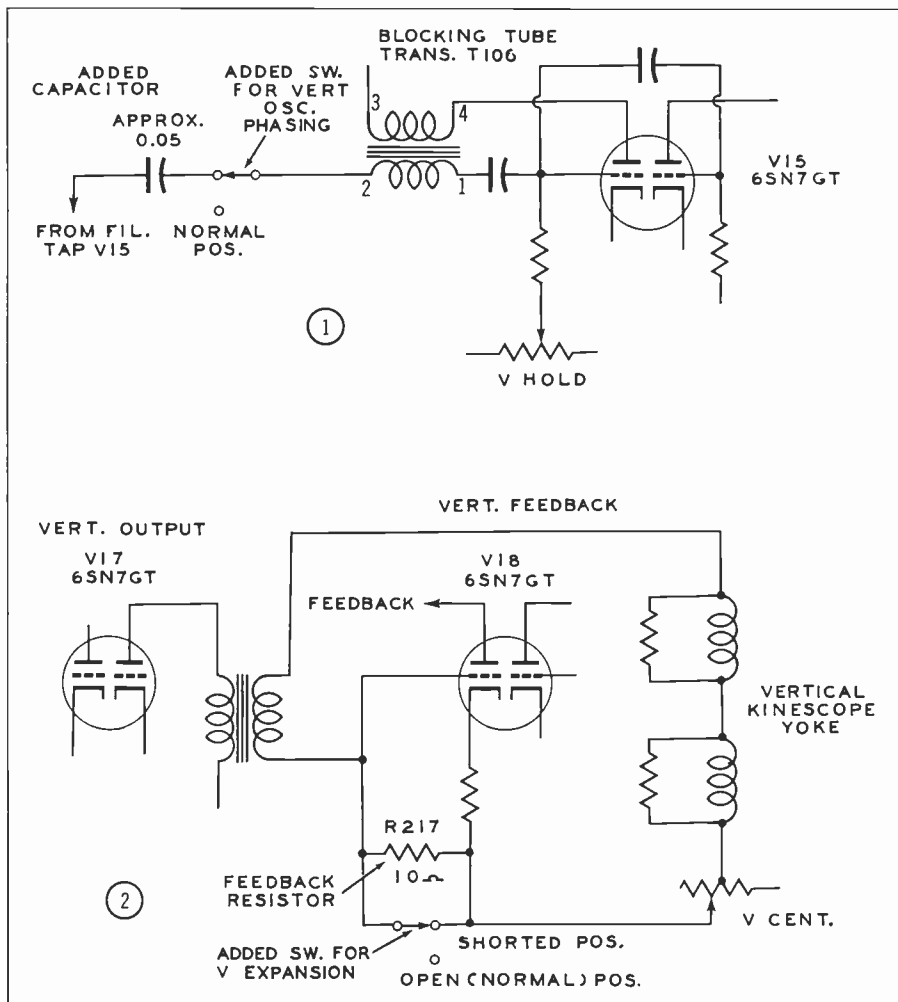 BLOCKING TUBE
TRANS. T106
ADDED
CAPACITOR
ADDED SW.
FOR VERT
OSC.
PHASING
APPROX.
0.05
3
4
2
1
V15
6SN7GT
FROM FIL.
TAP V15
NORMAL
POS.
1
V HOLD
VERT. FEEDBACK
VERT. OUTPUT
V17
6SN7GT
V18
6SN7GT
FEEDBACK
VERTICAL
KINESCOPE
YOKE
R217
10Ω
FEEDBACK
RESISTOR
2
V CENT.
ADDED SW. FOR
V EXPANSION
SHORTED POS.
OPEN (NORMAL) POS.